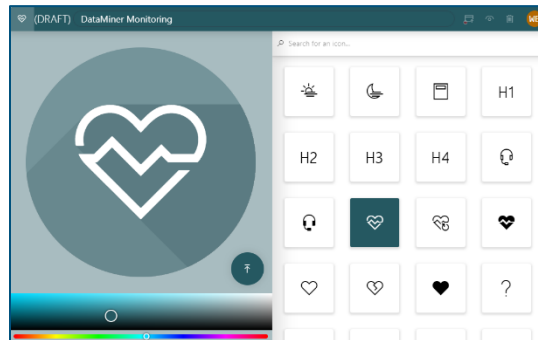 (DRAFT) DataMiner Monitoring
WE
Search for an icon...
H1
H2
H3
H4
?